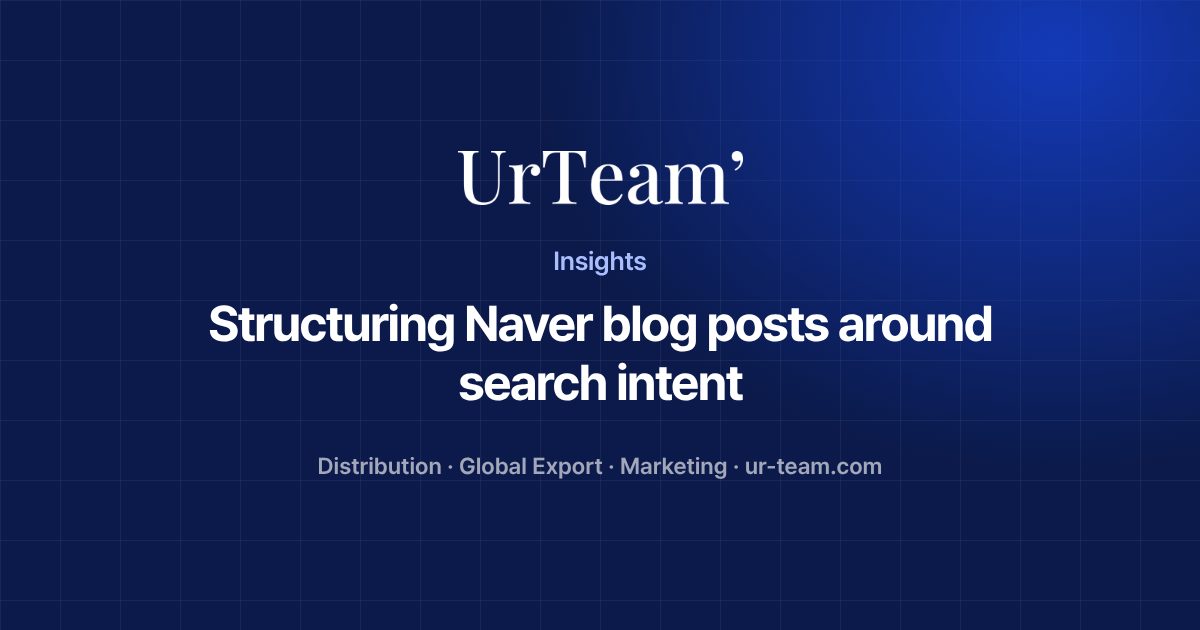 UrTeam’
Insights
Structuring Naver blog posts around
search intent
Distribution · Global Export · Marketing · ur-team.com